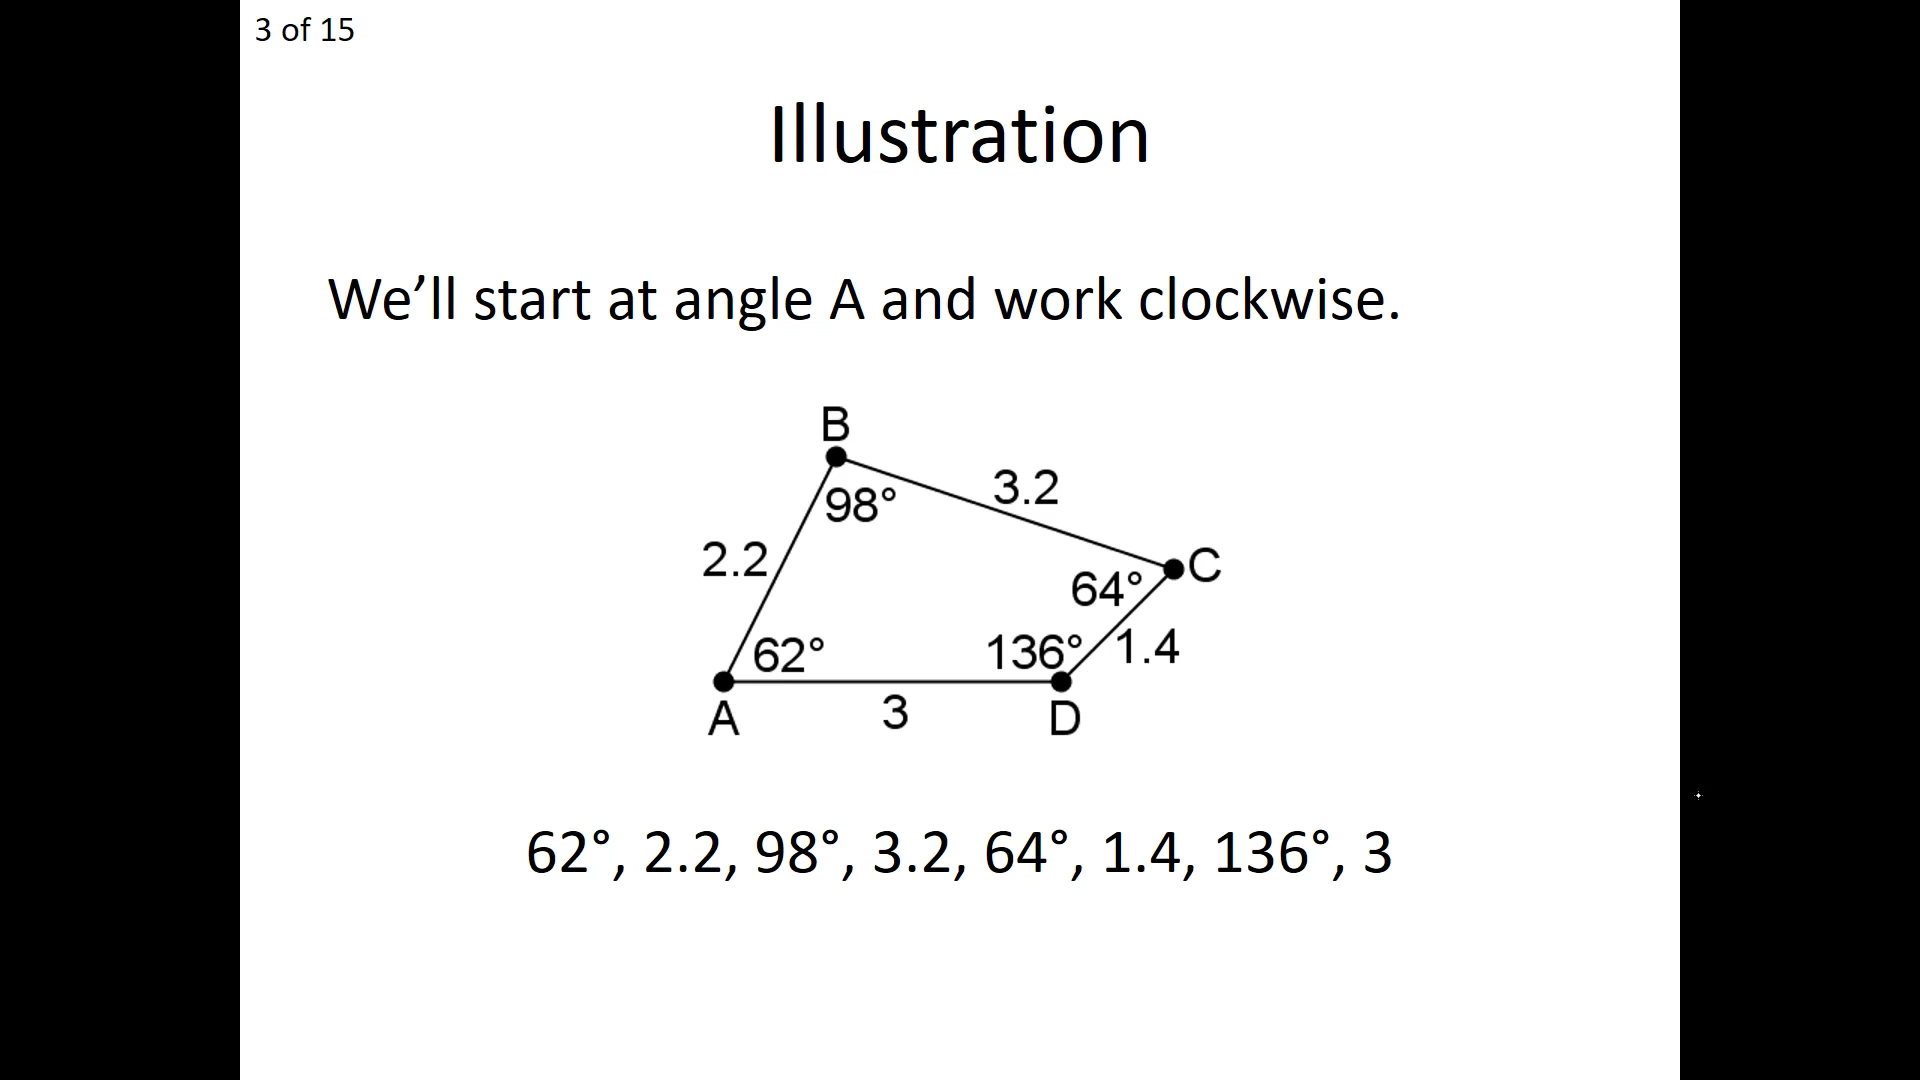 3 of 15
Illustration
We’ll start at angle A and work clockwise.
B
98°
3.2
2.2
C
64°
62°
136°
1.4
A
3
D
62°, 2.2, 98°, 3.2, 64°, 1.4, 136°, 3